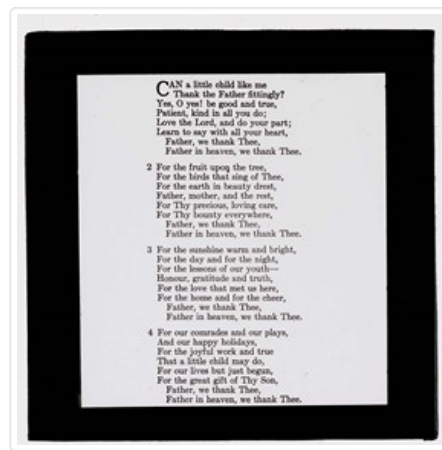 CAN a little child like me
Thank the Father fittingly?
Yes, O yes! be good and true,
Patient, kind in all you do;
Love the Lord, and do your part;
Learn to say with all your heart,
Father, we thank Thee,
Father in heaven, we thank Thee.
2 For the fruit upon the tree,
For the birds that sing of Thee,
For the earth in beauty drest,
Father, mother, and the rest,
For Thy precious, loving care,
For Thy bounty everywhere,
Father, we thank Thee,
Father in heaven, we thank Thee.
3 For the sunshine warm and bright,
For the day and for the night,
For the lessons of our youth—
Honour, gratitude and truth,
For the love that met us here,
For the home and for the cheer,
Father, we thank Thee,
Father in heaven, we thank Thee.
4 For our comrades and our plays,
And our happy holidays,
For the joyful work and true
That a little child may do,
For our lives but just begun,
For the great gift of Thy Son,
Father, we thank Thee,
Father in heaven, we thank Thee.